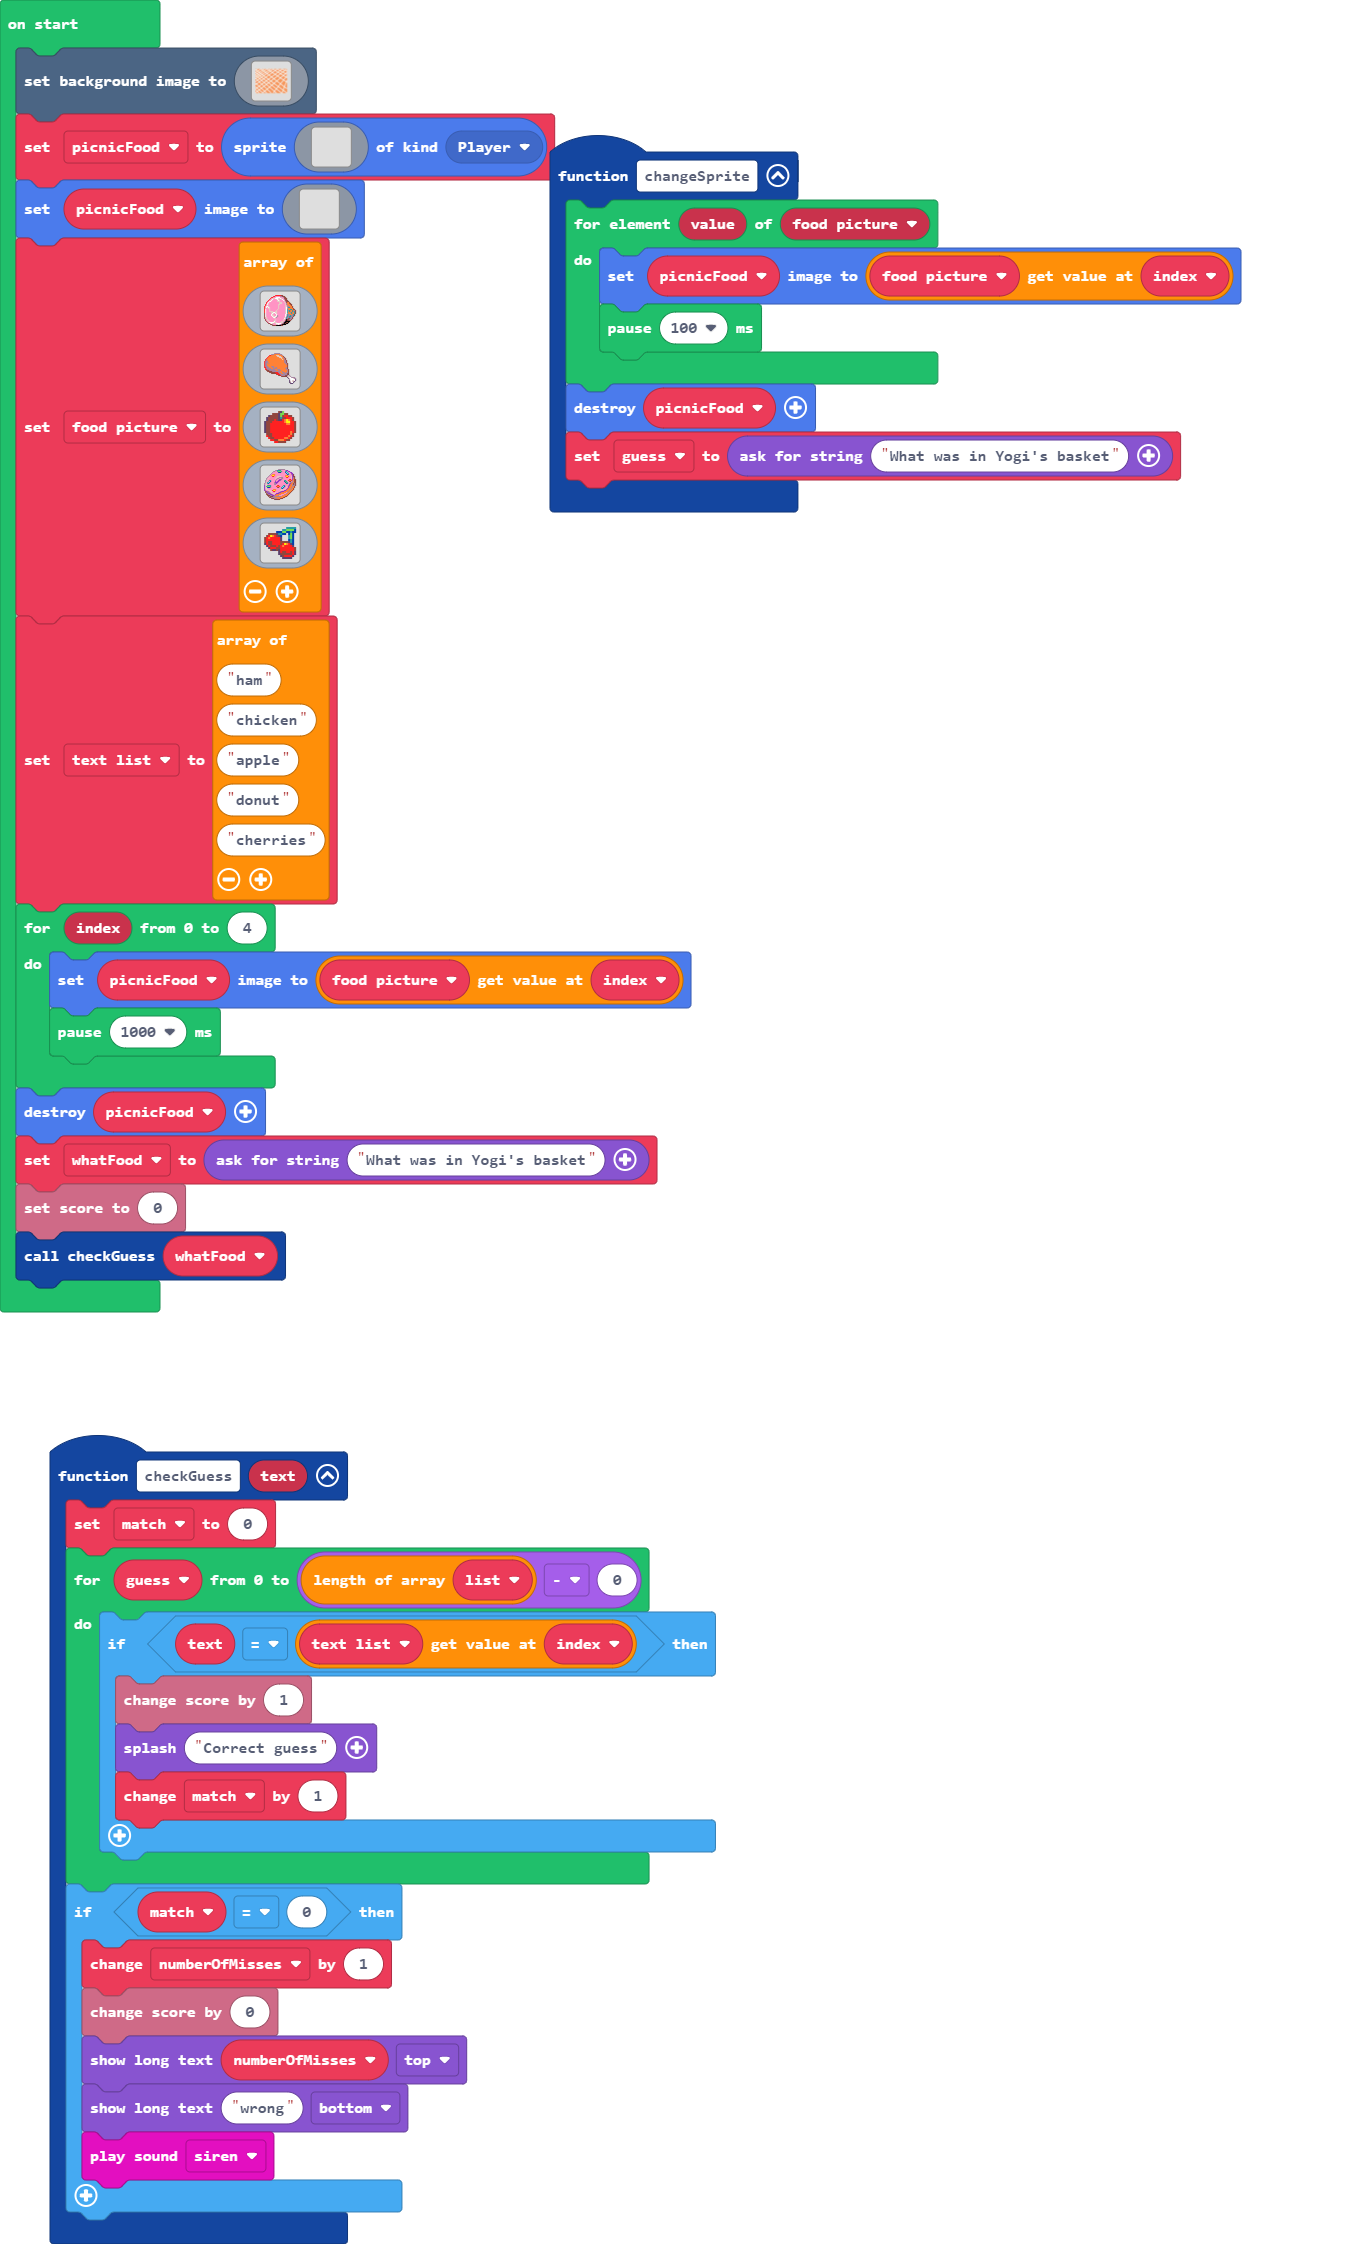 on start
set background image to
set picnicFood to sprite of kind Player
set picnicFood image to
set food picture to array of
set text list to array of
"ham"
"chicken"
"apple"
"donut"
"cherries"
for index from 0 to 4
do set picnicFood image to food picture get value at index
pause 1000 ms
destroy picnicFood
set whatFood to ask for string "What was in Yogi's basket"
set score to 0
call checkGuess whatFood
function changeSprite
for element value of food picture
do set picnicFood image to food picture get value at index
pause 100 ms
destroy picnicFood
set guess to ask for string "What was in Yogi's basket"
function checkGuess text
set match to 0
for guess from 0 to length of array list - 0
do if text = text list get value at index then
change score by 1
splash "Correct guess"
change match by 1
if match = 0 then
change numberOfMisses by 1
change score by 0
show long text numberOfMisses top
show long text "wrong" bottom
play sound siren